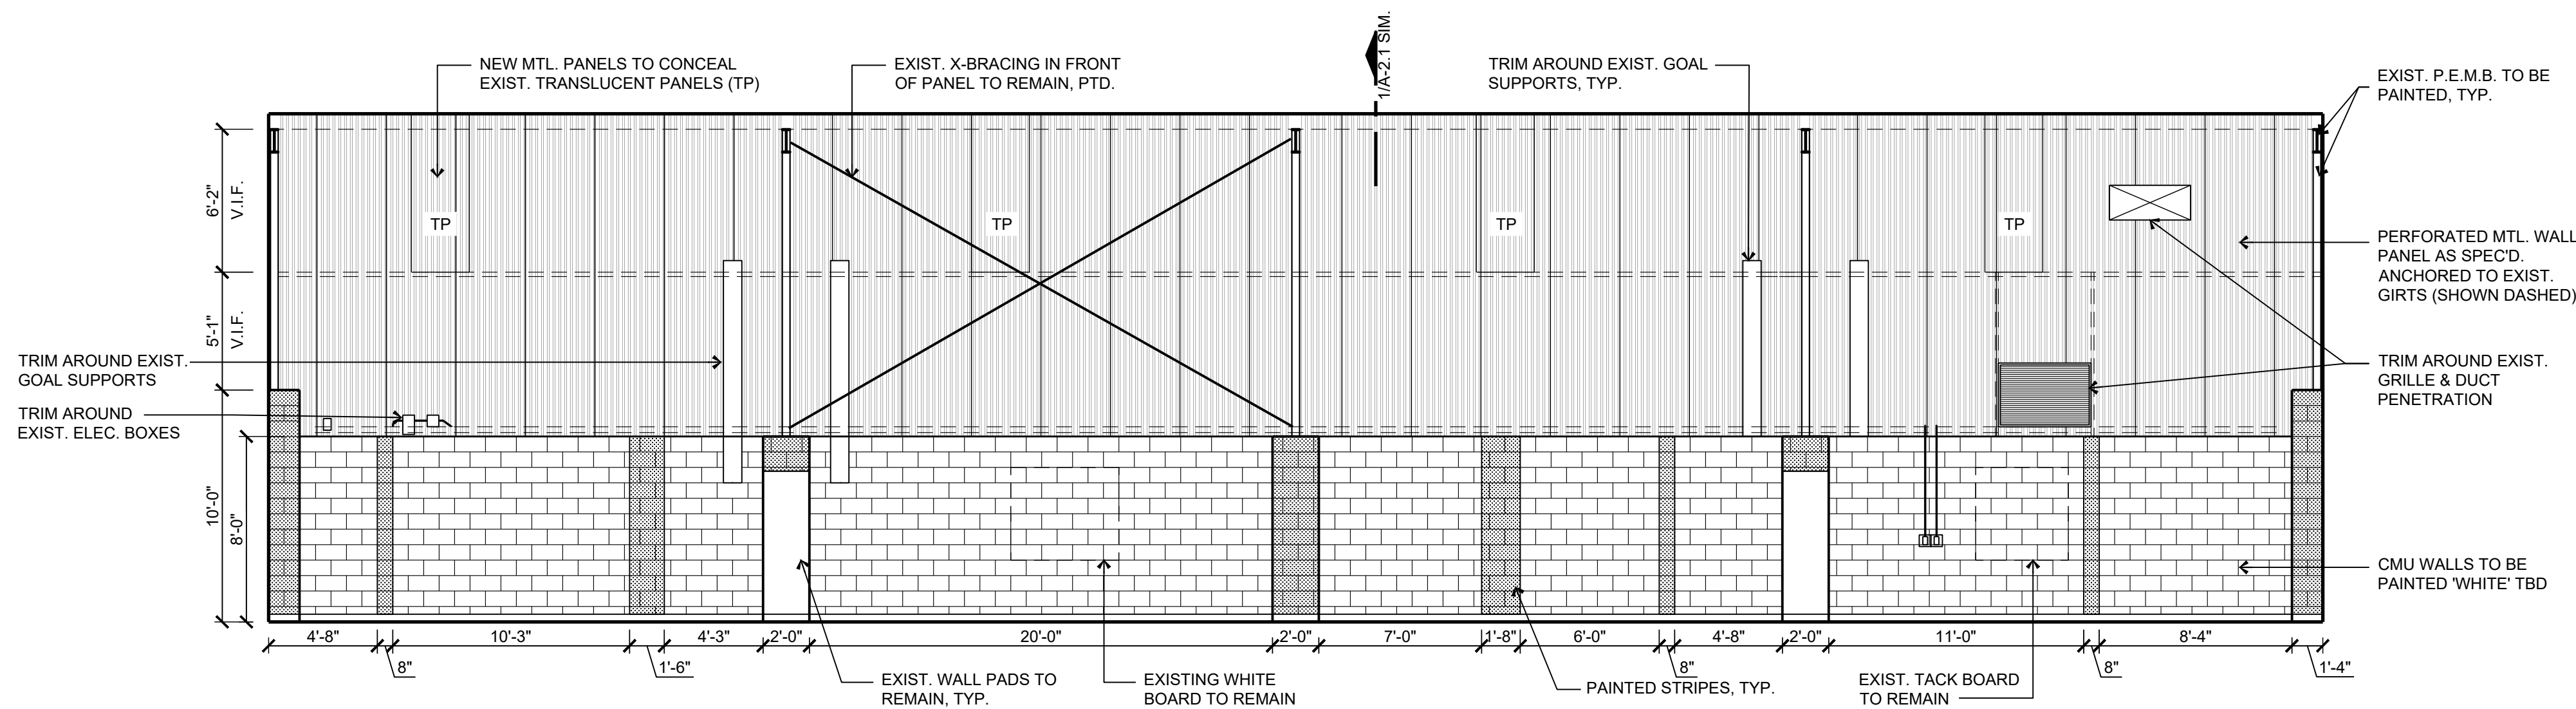 1/A-2.1 SIM.
NEW MTL. PANELS TO CONCEAL
EXIST. TRANSLUCENT PANELS (TP)
EXIST. X-BRACING IN FRONT
OF PANEL TO REMAIN, PTD.
TRIM AROUND EXIST. GOAL
SUPPORTS, TYP.
EXIST. P.E.M.B. TO BE
PAINTED, TYP.
6'-2"
V.I.F.
TP
TP
TP
TP
PERFORATED MTL. WALL
PANEL AS SPEC'D.
ANCHORED TO EXIST.
GIRTS (SHOWN DASHED)
5'-1"
V.I.F.
TRIM AROUND EXIST.
GOAL SUPPORTS
TRIM AROUND EXIST.
GRILLE & DUCT
PENETRATION
TRIM AROUND
EXIST. ELEC. BOXES
10'-0"
8'-0"
CMU WALLS TO BE
PAINTED 'WHITE' TBD
4'-8"
8"
10'-3"
1'-6"
4'-3"
2'-0"
20'-0"
2'-0"
7'-0"
1'-8"
6'-0"
8"
4'-8"
2'-0"
11'-0"
8"
8'-4"
1'-4"
EXIST. WALL PADS TO
REMAIN, TYP.
EXISTING WHITE
BOARD TO REMAIN
PAINTED STRIPES, TYP.
EXIST. TACK BOARD
TO REMAIN